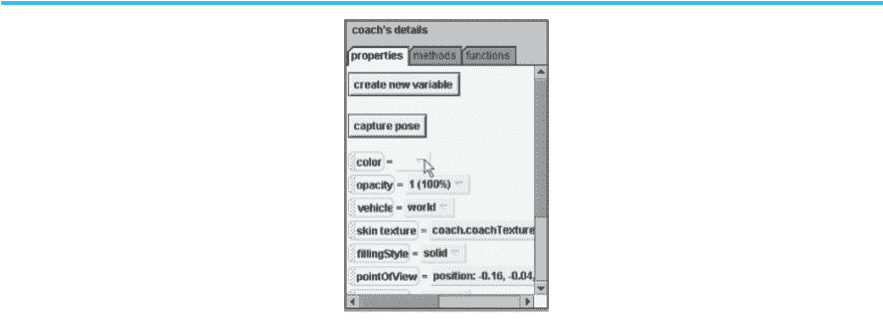 coach's details
properties methods functions
create new variable
capture pose
color =
opacity = 1 (100%)
vehicle = world
skin texture = coach.coachTexture
fillingStyle = solid
pointOfView = position: -0.16, -0.04,